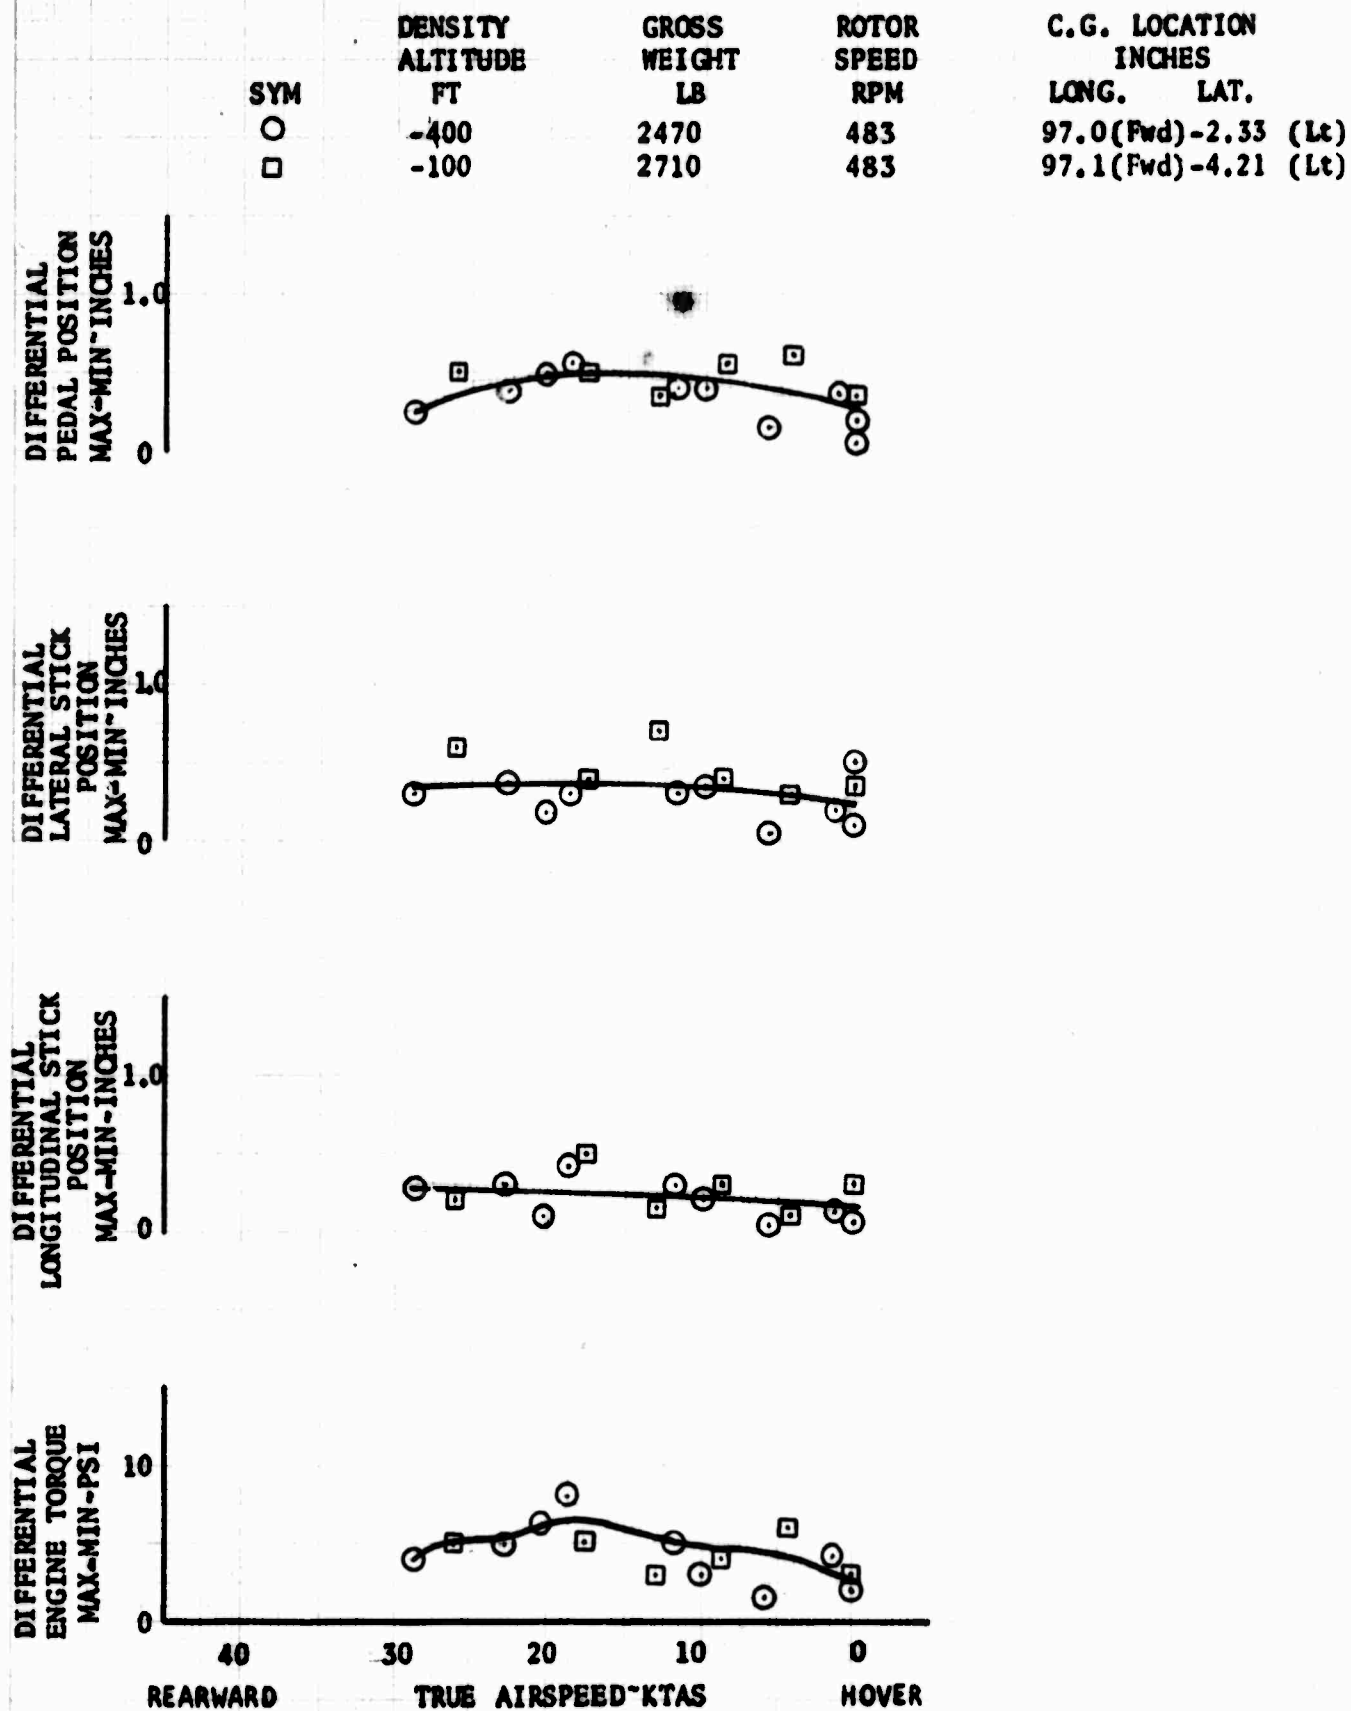 DENSITY GROSS ROTOR C.G. LOCATION
ALTITUDE WEIGHT SPEED INCHES
SYM FT LB RPM LONG. LAT.
-400 2470 483 97.0(Fwd)-2.33 (Lt)
-100 2710 483 97.1(Fwd)-4.21 (Lt)
DIFFERENTIAL
PEDAL POSITION
MAX-MIN~INCHES
1.0
0
DIFFERENTIAL
LATERAL STICK
POSITION
MAX-MIN~INCHES
1.0
0
DIFFERENTIAL
LONGITUDINAL STICK
POSITION
MAX-MIN-INCHES
1.0
0
DIFFERENTIAL
ENGINE TORQUE
MAX-MIN-PSI
10
0
40 30 20 10 0
REARWARD TRUE AIRSPEED~KTAS HOVER